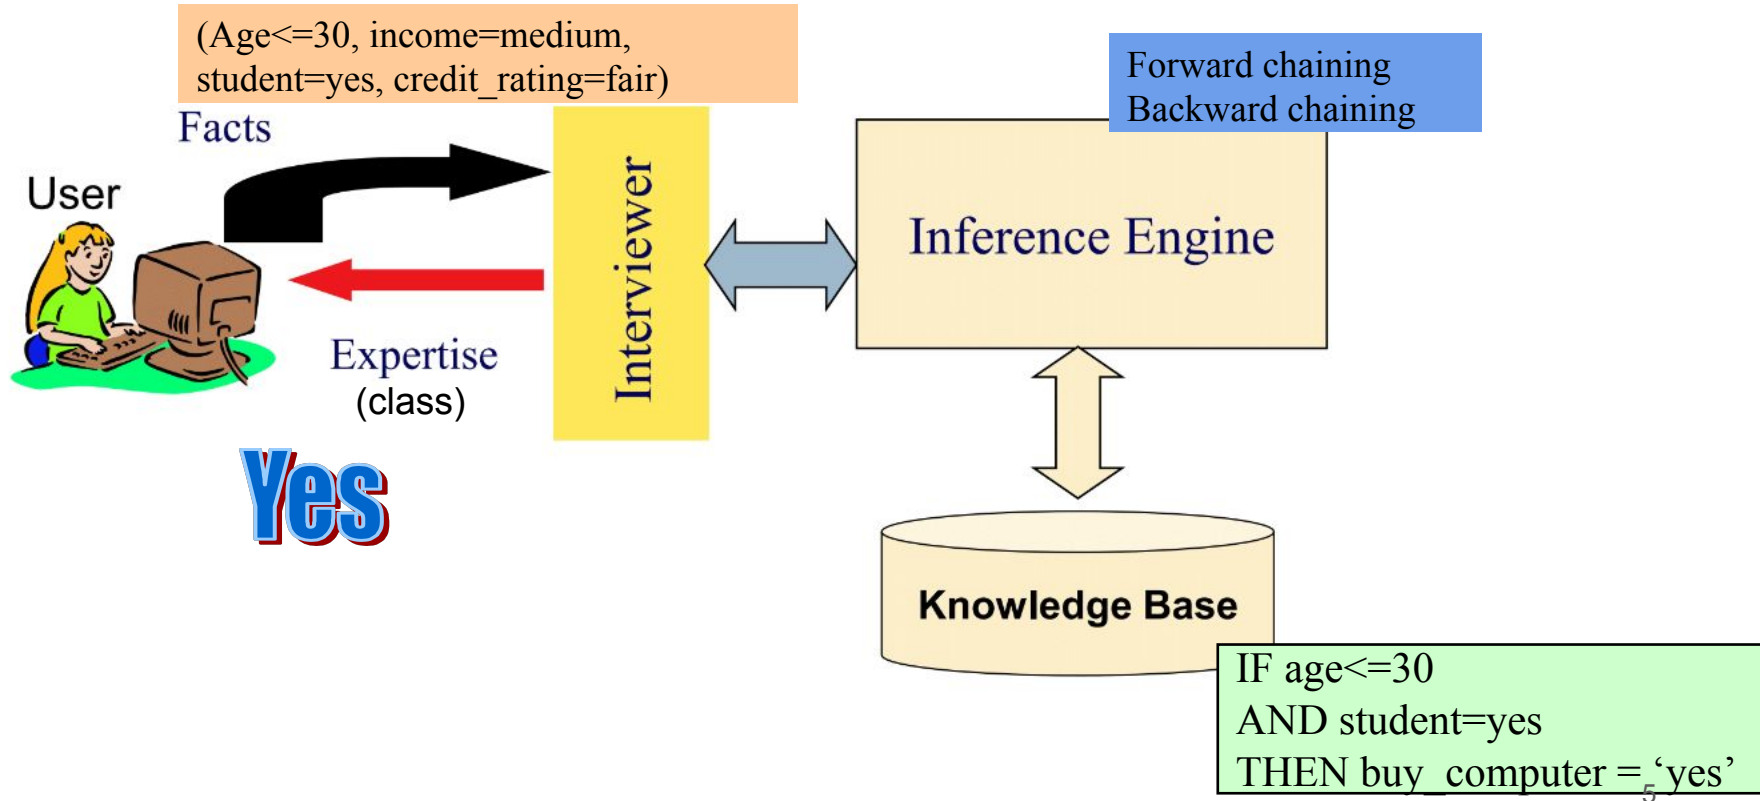 (Age<=30, income=medium,
student=yes, credit_rating=fair)
Forward chaining
Backward chaining
Facts
User
Interviewer
Inference Engine
Expertise
(class)
Yes
Knowledge Base
IF age<=30
AND student=yes
THEN buy_computer = ‘yes’
5